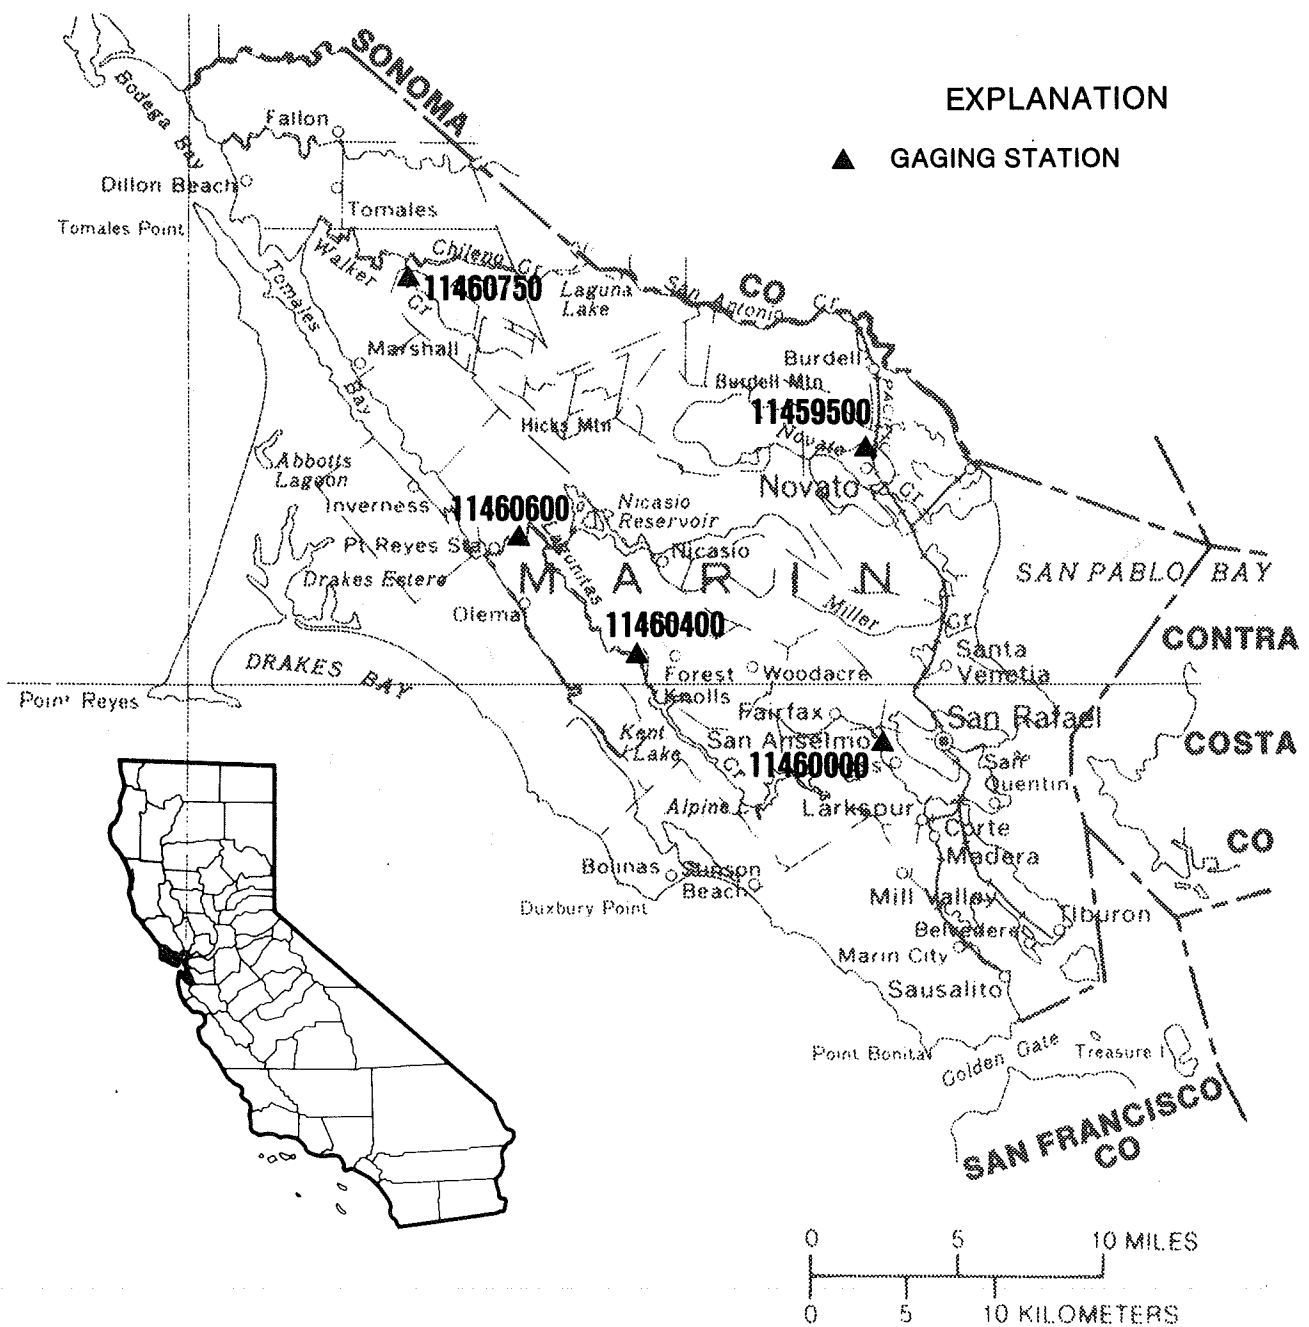 SONOMA
EXPLANATION
GAGING STATION
Bodega Bay
Fallon
Dillon Beach
Tomales
Tomales Point
Walker
Chileno Cr
11460750
Cr
Laguna
Lake
San Antonio Cr
CO
Tomales
Bay
Marshall
Burdell
Burdell Mtn
PACIFIC
11459500
Hicks Mtn
Novato
Cr
Novato
Abbotts
Lagoon
Inverness
11460600
Nicasio
Reservoir
Pt Reyes Sta
Nicasio
Lagunitas
Drakes Estero
MARIN
SAN PABLO BAY
Olema
Miller
Cr
11460400
CONTRA
DRAKES BAY
Forest
Knolls
Woodacre
Santa
Venetia
Point Reyes
Fairfax
San Rafael
Kent
Lake
San Anselmo
COSTA
11460000
San
Quentin
Cr
Alpine
Larkspur
Corte
Madera
CO
Bolinas
Stinson
Beach
Mill Valley
Duxbury Point
Tiburon
Belvedere
Marin City
Sausalito
Point Bonita
Golden Gate
Treasure I
SAN FRANCISCO
CO
0 5 10 MILES
0 5 10 KILOMETERS